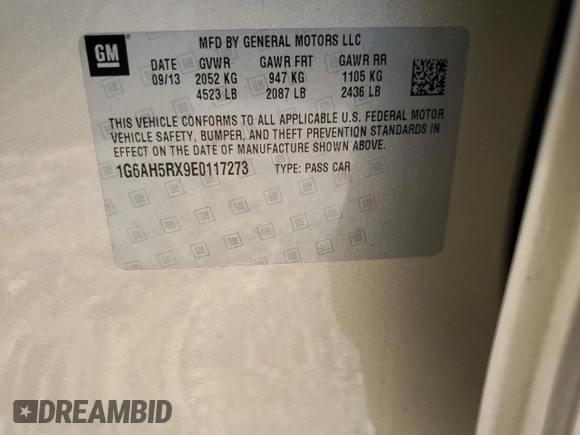 GM
MFD BY GENERAL MOTORS LLC
DATE GVWR GAWR FRT GAWR RR
09/13 2052 KG 947 KG 1105 KG
4523 LB 2087 LB 2436 LB
THIS VEHICLE CONFORMS TO ALL APPLICABLE U.S. FEDERAL MOTOR
VEHICLE SAFETY, BUMPER, AND THEFT PREVENTION STANDARDS IN
EFFECT ON THE DATE OF MANUFACTURE SHOWN ABOVE.
1G6AH5RX9E0117273 TYPE: PASS CAR
DREAMBID